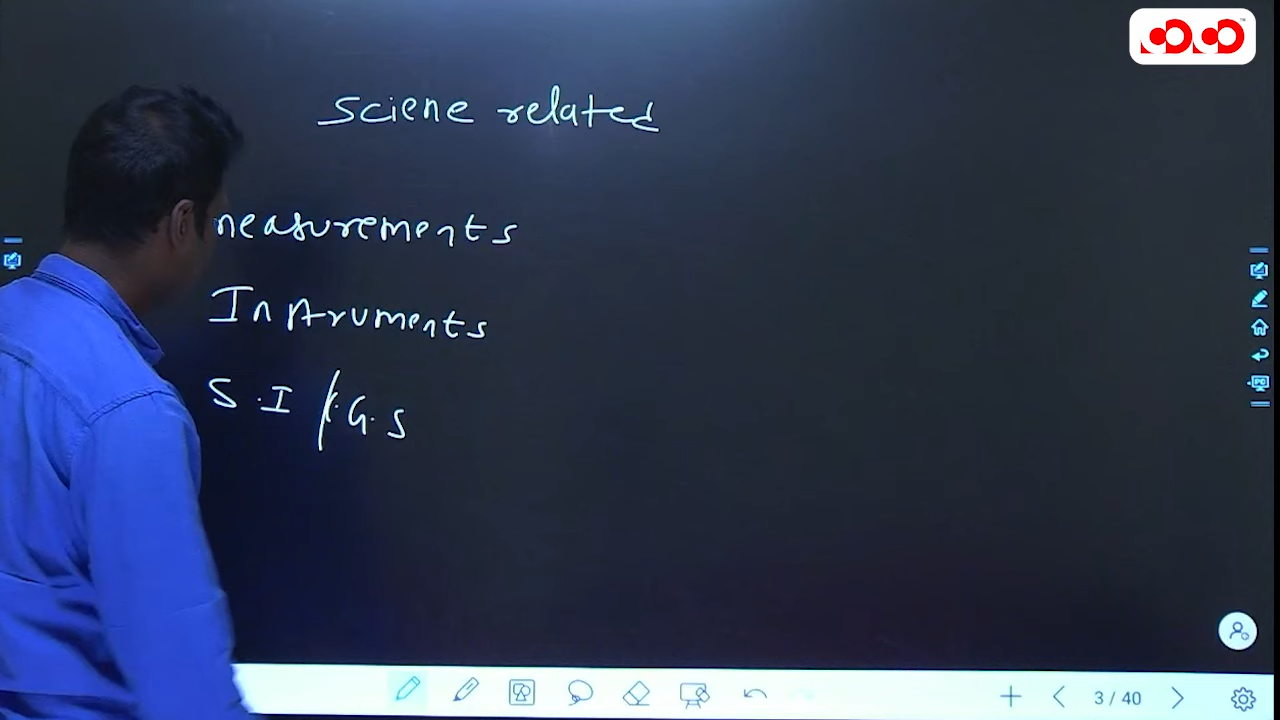 Sciene related
measurements
Instruments
S.I / C.G.S
3 / 40